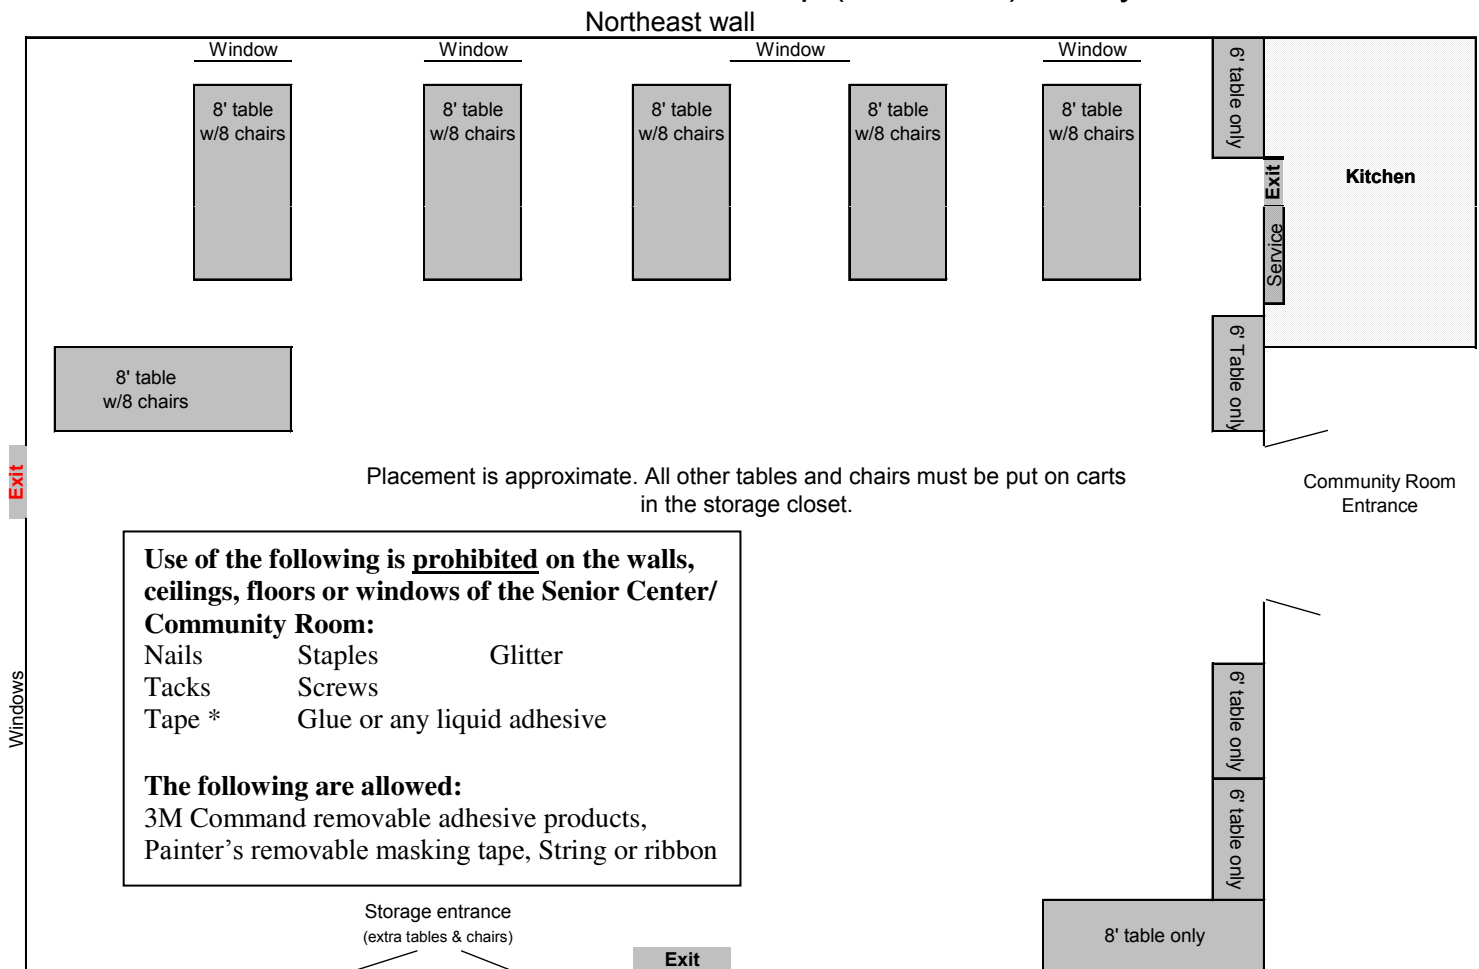 Northeast wall
Window
Window
Window
Window
8' table
w/8 chairs
8' table
w/8 chairs
8' table
w/8 chairs
8' table
w/8 chairs
8' table
w/8 chairs
6' table only
Exit
Kitchen
Service
6' Table only
8' table
w/8 chairs
Exit
Placement is approximate. All other tables and chairs must be put on carts
in the storage closet.
Community Room
Entrance
Use of the following is prohibited on the walls,
ceilings, floors or windows of the Senior Center/
Community Room:
Nails Staples Glitter
Tacks Screws
Tape * Glue or any liquid adhesive
The following are allowed:
3M Command removable adhesive products,
Painter’s removable masking tape, String or ribbon
Windows
6' table only
6' table only
8' table only
Storage entrance
(extra tables & chairs)
Exit